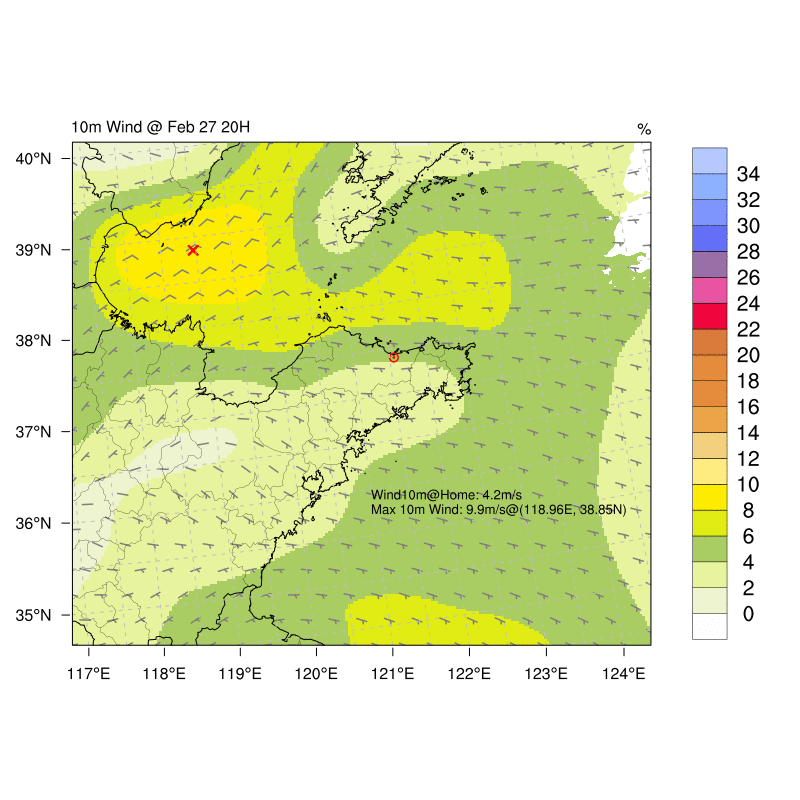 10m Wind @ Feb 27 20H
%
40°N
39°N
38°N
37°N
36°N
35°N
117°E 118°E 119°E 120°E 121°E 122°E 123°E 124°E
Wind10m@Home: 4.2m/s
Max 10m Wind: 9.9m/s@(118.96E, 38.85N)
34
32
30
28
26
24
22
20
18
16
14
12
10
8
6
4
2
0